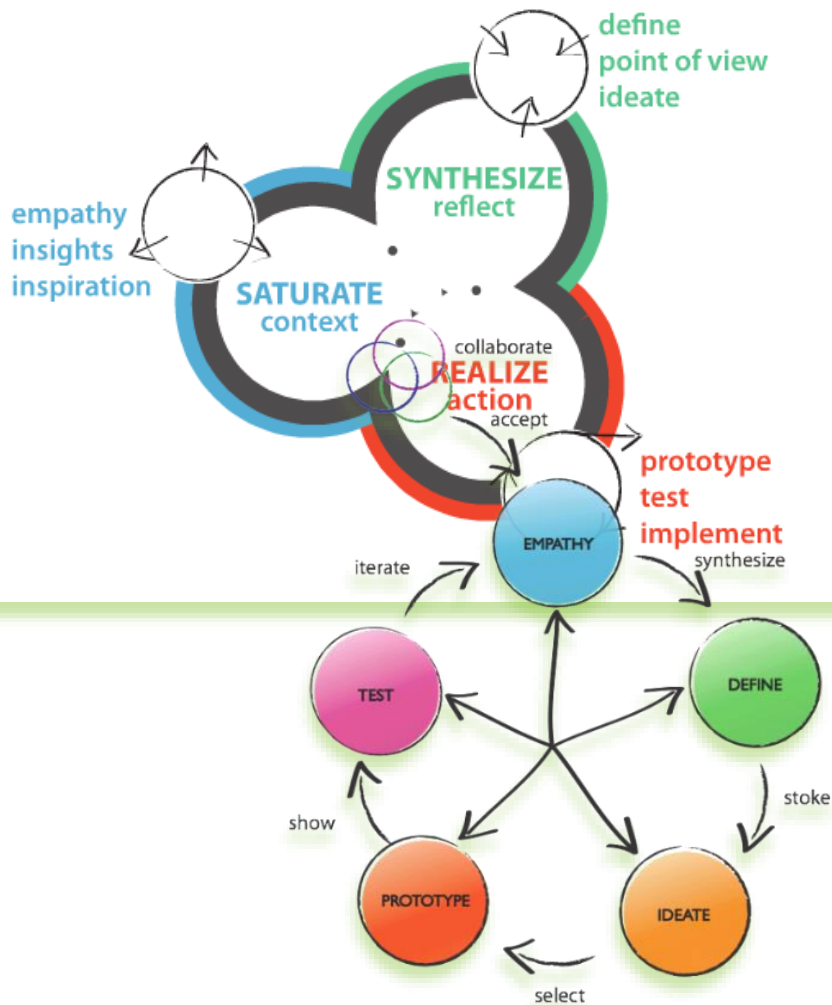 define
point of view
ideate
SYNTHESIZE
reflect
empathy
insights
inspiration
SATURATE
context
collaborate
REALIZE
action
accept
prototype
test
implement
EMPATHY
synthesize
iterate
TEST
DEFINE
stoke
show
PROTOTYPE
IDEATE
select